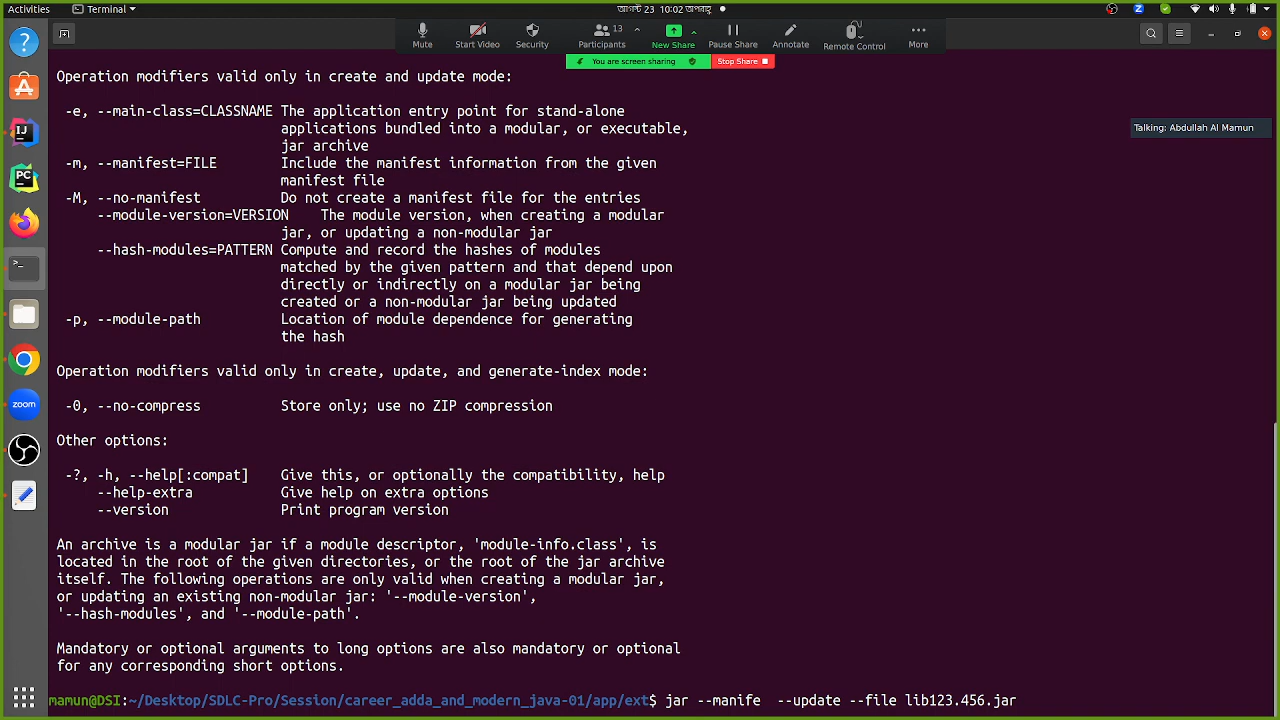 Activities
Terminal
আগস্ট 23 10:02 অপরাহ্ণ
Mute
Start Video
Security
13
Participants
New Share
Pause Share
Annotate
Remote Control
More
You are screen sharing
Stop Share
Talking: Abdullah Al Mamun
Operation modifiers valid only in create and update mode:
-e, --main-class=CLASSNAME The application entry point for stand-alone
applications bundled into a modular, or executable,
jar archive
-m, --manifest=FILE Include the manifest information from the given
manifest file
-M, --no-manifest Do not create a manifest file for the entries
--module-version=VERSION The module version, when creating a modular
jar, or updating a non-modular jar
--hash-modules=PATTERN Compute and record the hashes of modules
matched by the given pattern and that depend upon
directly or indirectly on a modular jar being
created or a non-modular jar being updated
-p, --module-path Location of module dependence for generating
the hash
Operation modifiers valid only in create, update, and generate-index mode:
-0, --no-compress Store only; use no ZIP compression
Other options:
-?, -h, --help[:compat] Give this, or optionally the compatibility, help
--help-extra Give help on extra options
--version Print program version
An archive is a modular jar if a module descriptor, 'module-info.class', is
located in the root of the given directories, or the root of the jar archive
itself. The following operations are only valid when creating a modular jar,
or updating an existing non-modular jar: '--module-version',
'--hash-modules', and '--module-path'.
Mandatory or optional arguments to long options are also mandatory or optional
for any corresponding short options.
mamun@DSI:~/Desktop/SDLC-Pro/Session/career_adda_and_modern_java-01/app/ext$ jar --manife --update --file lib123.456.jar
IJ
PC
zoom